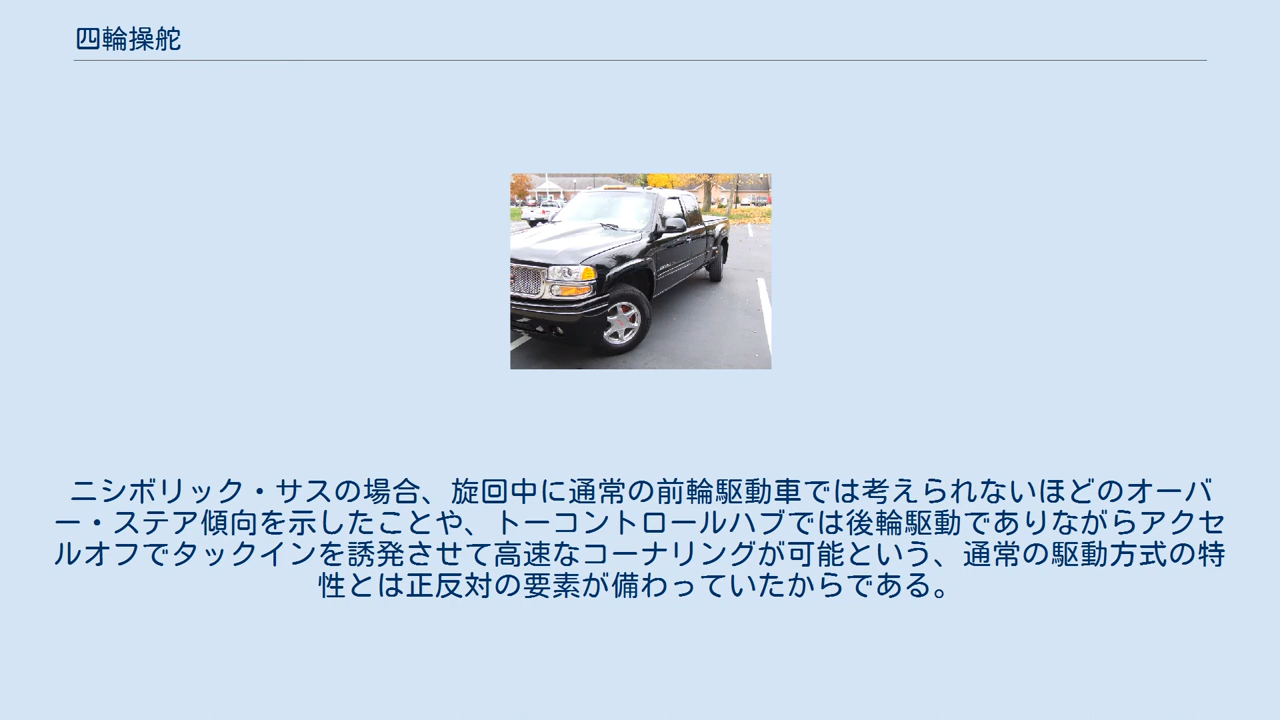 四輪操舵
ニシボリック・サスの場合、旋回中に通常の前輪駆動車では考えられないほどのオーバ
ー・ステア傾向を示したことや、トーコントロールハブでは後輪駆動でありながらアクセ
ルオフでタックインを誘発させて高速なコーナリングが可能という、通常の駆動方式の特
性とは正反対の要素が備わっていたからである。